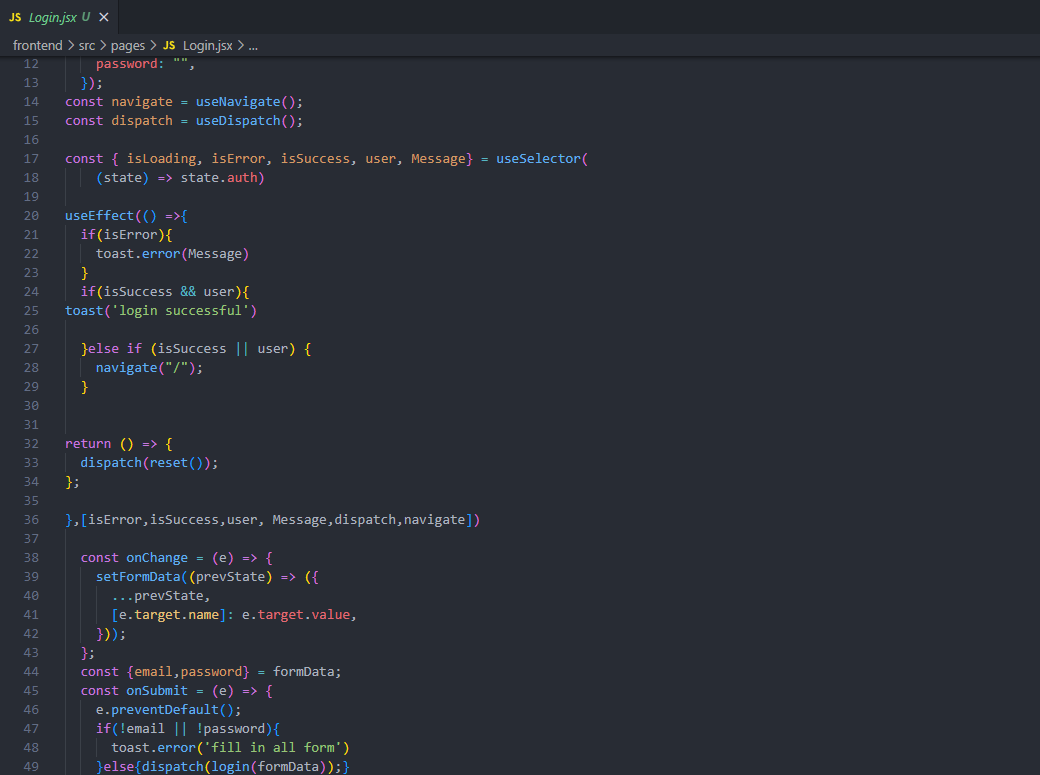 JS Login.jsx U ×
frontend > src > pages > JS Login.jsx > ...
12 password: "",
13 });
14 const navigate = useNavigate();
15 const dispatch = useDispatch();
16
17 const { isLoading, isError, isSuccess, user, Message} = useSelector(
18 (state) => state.auth)
19
20 useEffect(() =>{
21 if(isError){
22 toast.error(Message)
23 }
24 if(isSuccess && user){
25 toast('login successful')
26
27 }else if (isSuccess || user) {
28 navigate("/");
29 }
30
31
32 return () => {
33 dispatch(reset());
34 };
35
36 },[isError,isSuccess,user, Message,dispatch,navigate])
37
38 const onChange = (e) => {
39 setFormData((prevState) => ({
40 ...prevState,
41 [e.target.name]: e.target.value,
42 }));
43 };
44 const {email,password} = formData;
45 const onSubmit = (e) => {
46 e.preventDefault();
47 if(!email || !password){
48 toast.error('fill in all form')
49 }else{dispatch(login(formData));}